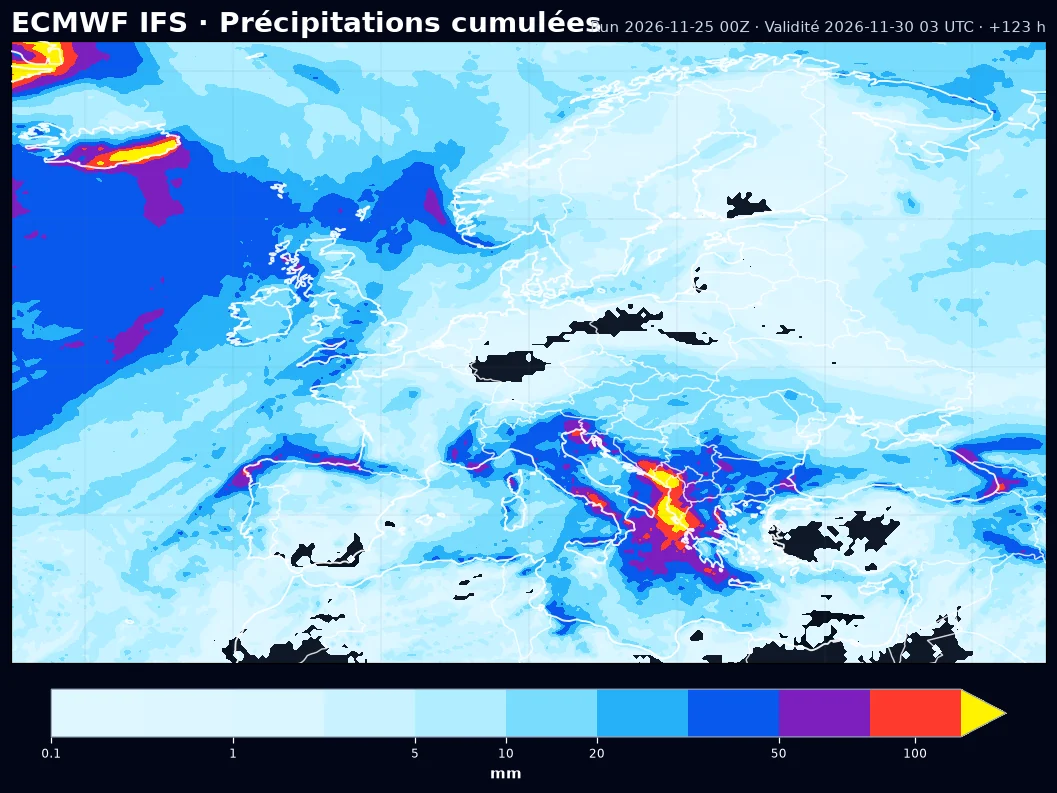 ECMWF IFS · Précipitations cumulées
Run 2026-11-25 00Z · Validité 2026-11-30 03 UTC · +123 h
0.1 1 5 10 20 50 100
mm